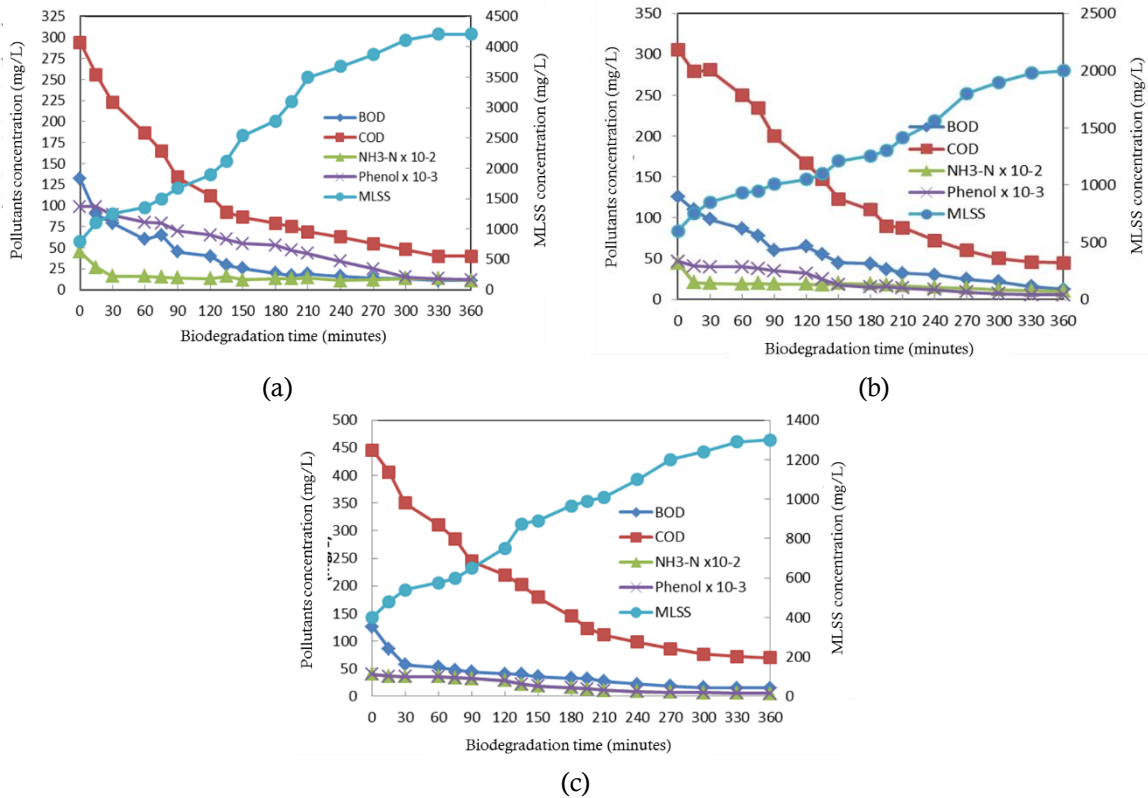 (a)
325
300
275
250
225
200
175
150
125
100
75
50
25
0
4500
4000
3500
3000
2500
2000
1500
1000
500
0
0 30 60 90 120 150 180 210 240 270 300 330 360
Pollutants concentration (mg/L)
MLSS concentration (mg/L)
Biodegradation time (minutes)
BOD
COD
NH3-N x 10-2
Phenol x 10-3
MLSS
(a)
(b)
350
300
250
200
150
100
50
0
2500
2000
1500
1000
500
0
0 30 60 90 120 150 180 210 240 270 300 330 360
Pollutants concentration (mg/L)
MLSS concentration (mg/L)
Biodegradation time (minutes)
BOD
COD
NH3-N x 10-2
Phenol x 10-3
MLSS
(b)
500
450
400
350
300
250
200
150
100
50
0
1400
1200
1000
800
600
400
200
0
0 30 60 90 120 150 180 210 240 270 300 330 360
Pollutants concentration (mg/L)
MLSS concentration (mg/L)
Biodegradation time (minutes)
BOD
COD
NH3-N x10-2
Phenol x 10-3
MLSS
(c)